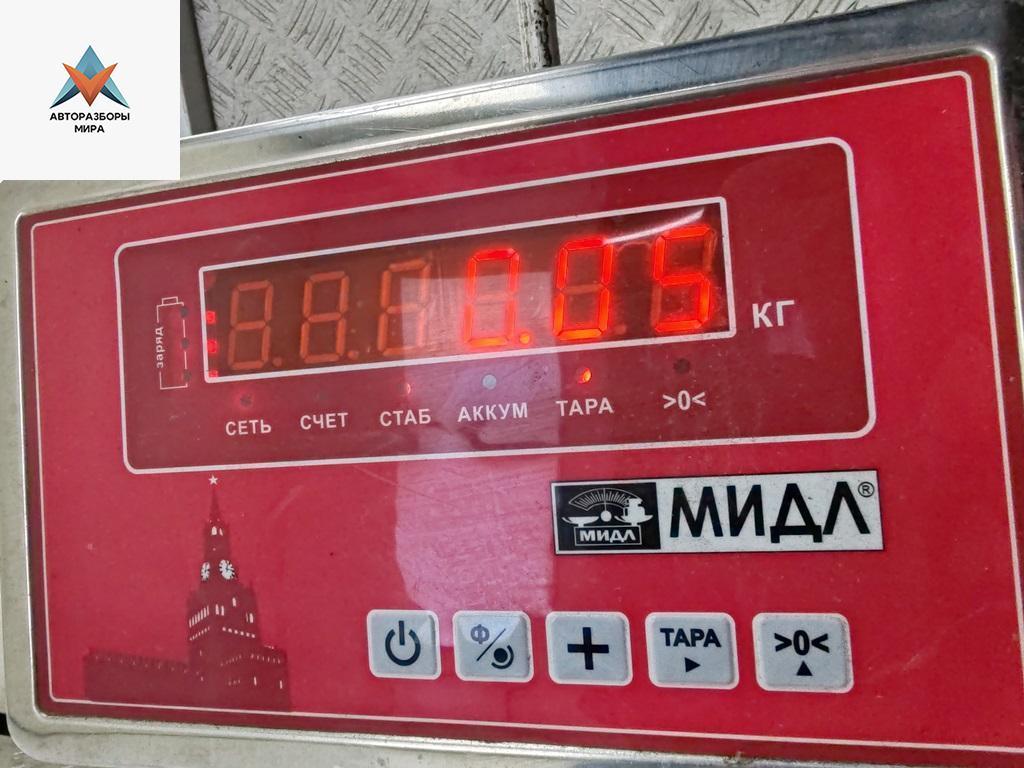 АВТОРАЗБОРЫ
МИРА
заряд
0.05
КГ
СЕТЬ СЧЕТ СТАБ АККУМ ТАРА >0<
МИДЛ МИДЛ®
Ф
+ ТАРА >0<